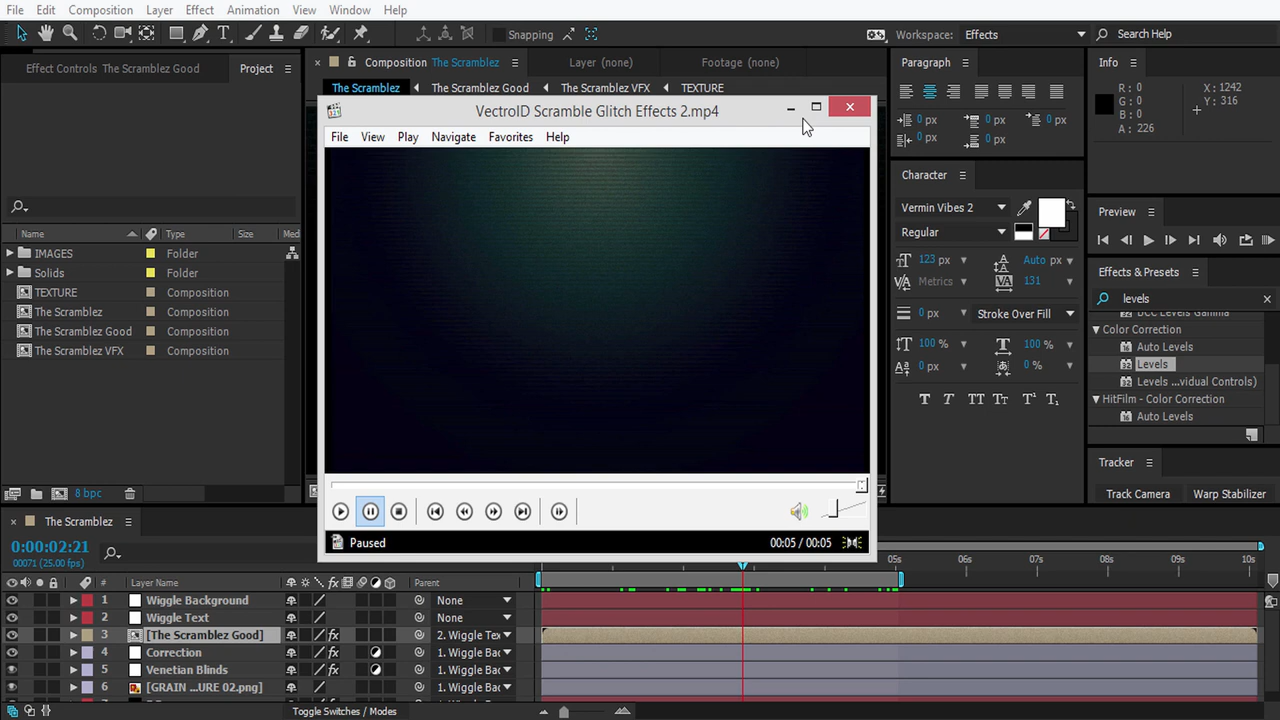 File Edit Composition Layer Effect Animation View Window Help
Snapping
Workspace: Effects
Search Help
Effect Controls The Scramblez Good
Project
Composition The Scramblez
Layer (none)
Footage (none)
The Scramblez
The Scramblez Good
The Scramblez VFX
TEXTURE
VectroID Scramble Glitch Effects 2.mp4
File View Play Navigate Favorites Help
Paused
00:05 / 00:05
Name Type Size Med
IMAGES Folder
Solids Folder
TEXTURE Composition
The Scramblez Composition
The Scramblez Good Composition
The Scramblez VFX Composition
8 bpc
Paragraph
0 px 0 px 0 px
0 px 0 px
Character
Vermin Vibes 2
Regular
123 px Auto px
Metrics 131
0 px Stroke Over Fill
100 % 100 %
0 px 0 %
T T TT Tt T¹ T₁
Info
R: 0
G: 0
B: 0
A: 226
X: 1242
Y: 316
Preview
Effects & Presets
levels
DCC Levels Gamma
Color Correction
Auto Levels
Levels
Levels ...vidual Controls)
HitFilm - Color Correction
Auto Levels
Tracker
Track Camera Warp Stabilizer
The Scramblez
0:00:02:21
00071 (25.00 fps)
05s 06s 07s 08s 09s 10s
# Layer Name Parent
1 Wiggle Background None
2 Wiggle Text None
3 [The Scramblez Good] 2. Wiggle Tex
4 Correction 1. Wiggle Bac
5 Venetian Blinds 1. Wiggle Bac
6 [GRAIN ...URE 02.png] 1. Wiggle Bac
Toggle Switches / Modes